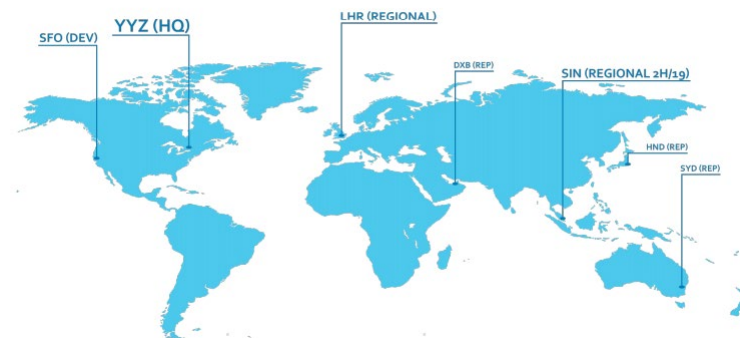 SFO (DEV)
YYZ (HQ)
LHR (REGIONAL)
DXB (REP)
SIN (REGIONAL 2H/19)
HND (REP)
SYD (REP)